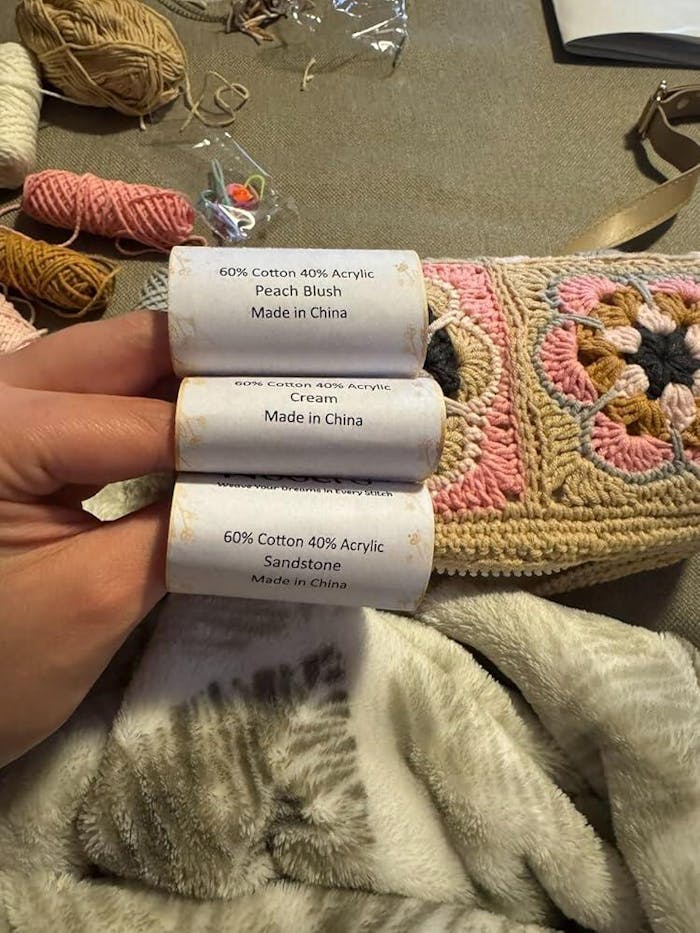 60% Cotton 40% Acrylic
Peach Blush
Made in China
60% Cotton 40% Acrylic
Cream
Made in China
Weave Your Dreams in Every Stitch
60% Cotton 40% Acrylic
Sandstone
Made in China